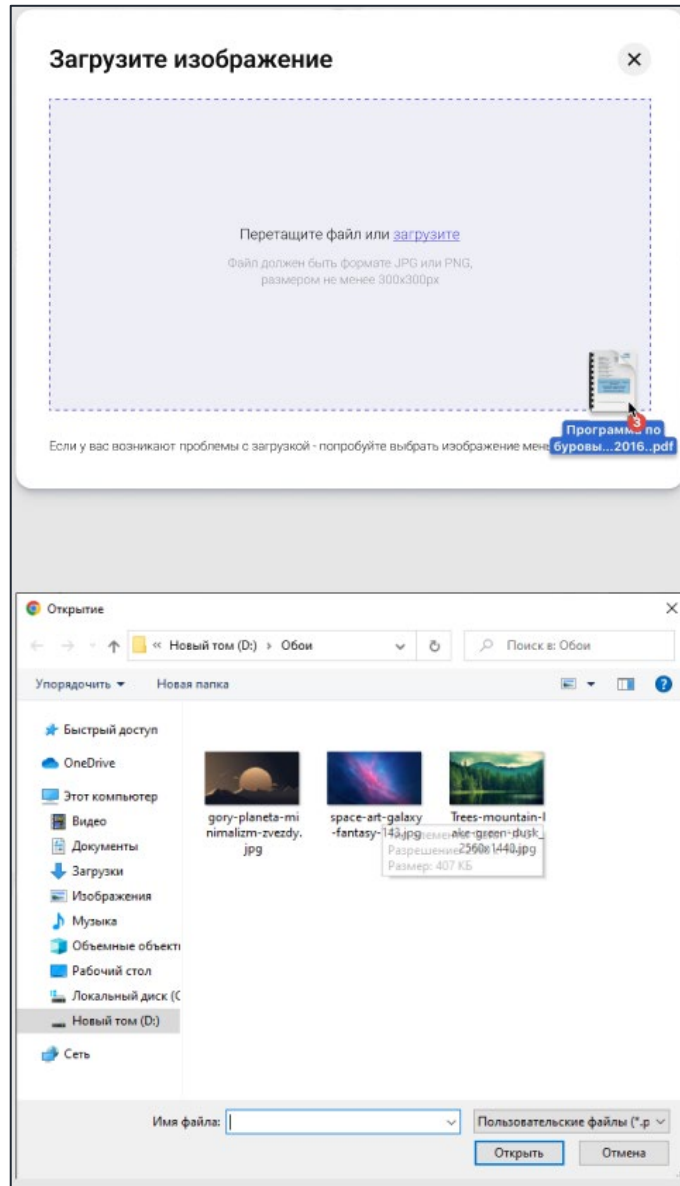 Загрузите изображение
Перетащите файл или загрузите
Файл должен быть формате JPG или PNG,
размером не менее 300x300px
3
Программа по
буровы...2016..pdf
Если у вас возникают проблемы с загрузкой - попробуйте выбрать изображение мень
Открытие
« Новый том (D:) › Обои
Поиск в: Обои
Упорядочить
Новая папка
Быстрый доступ
OneDrive
Этот компьютер
Видео
Документы
Загрузки
Изображения
Музыка
Объемные объекты
Рабочий стол
Локальный диск (C
Новый том (D:)
Сеть
gory-planeta-mi
nimalizm-zvezdy.
jpg
space-art-galaxy
-fantasy-143.jpg
Trees-mountain-l
ake-green-dusk_
2560x1440.jpg
Разрешение:
Размер: 407 КБ
Имя файла:
Пользовательские файлы (*.p
Открыть
Отмена